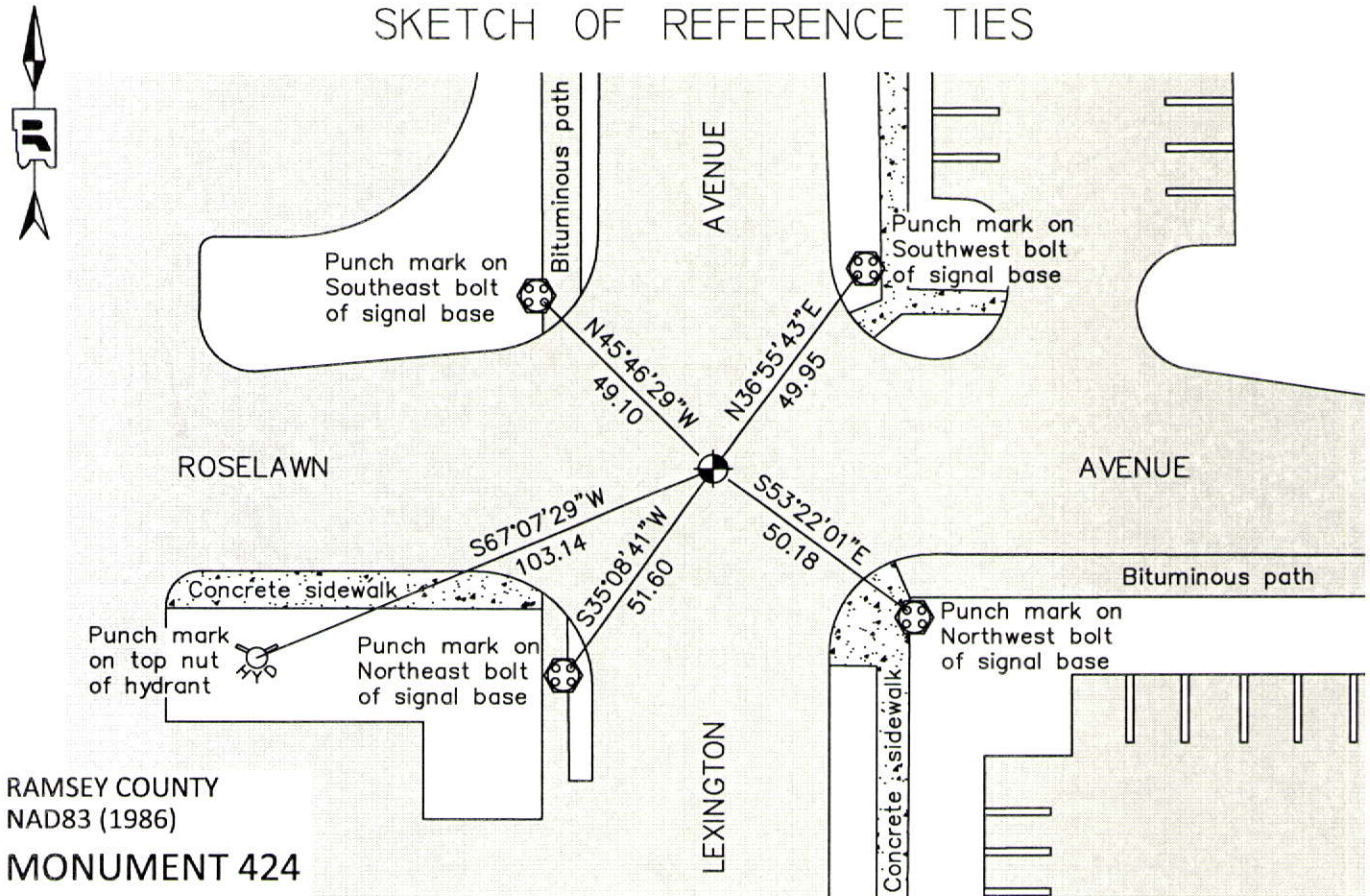 SKETCH OF REFERENCE TIES
Bituminous path
AVENUE
Punch mark on
Southwest bolt
of signal base
Punch mark on
Southeast bolt
of signal base
N45°46'29"W
49.10
N36°55'43"E
49.95
ROSELAWN
AVENUE
S67°07'29"W
103.14
S35°08'41"W
51.60
S53°22'01"E
50.18
Concrete sidewalk
Bituminous path
Punch mark
on top nut
of hydrant
HYD
Punch mark on
Northeast bolt
of signal base
Punch mark on
Northwest bolt
of signal base
LEXINGTON
Concrete sidewalk
RAMSEY COUNTY
NAD83 (1986)
MONUMENT 424